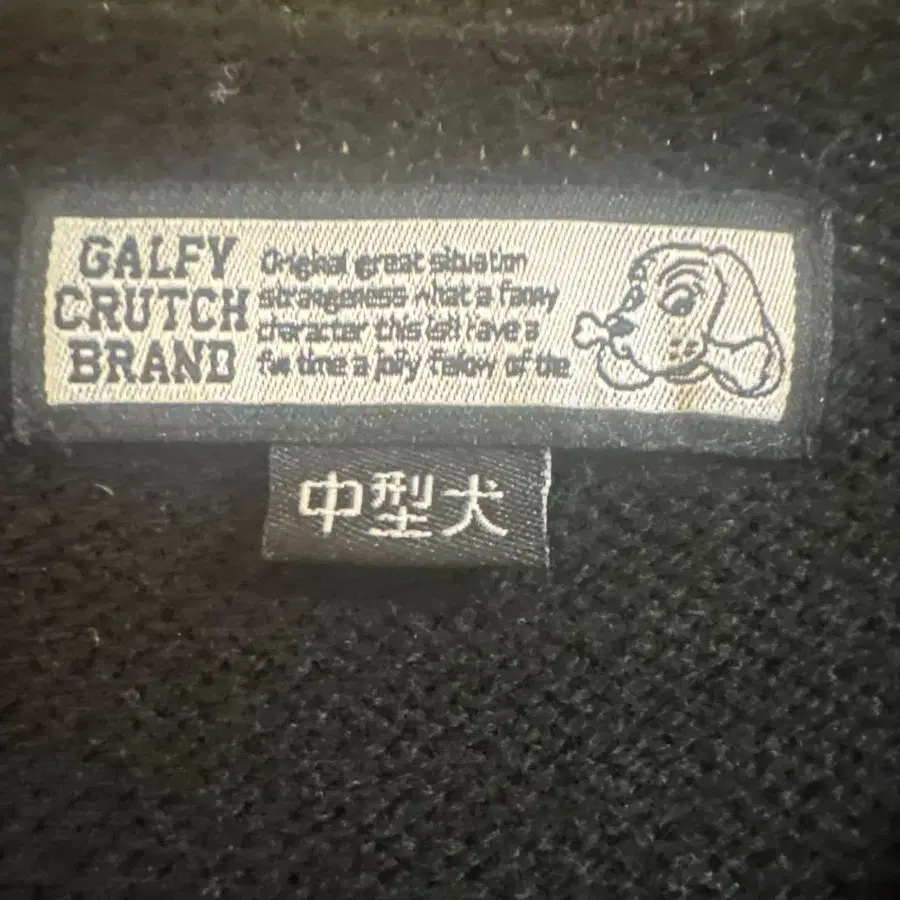 GALFY
CRUTCH
BRAND
Original great situation
strangeness what a fanny
character this is!! have a
fun time a jolly fellow of the
中型犬